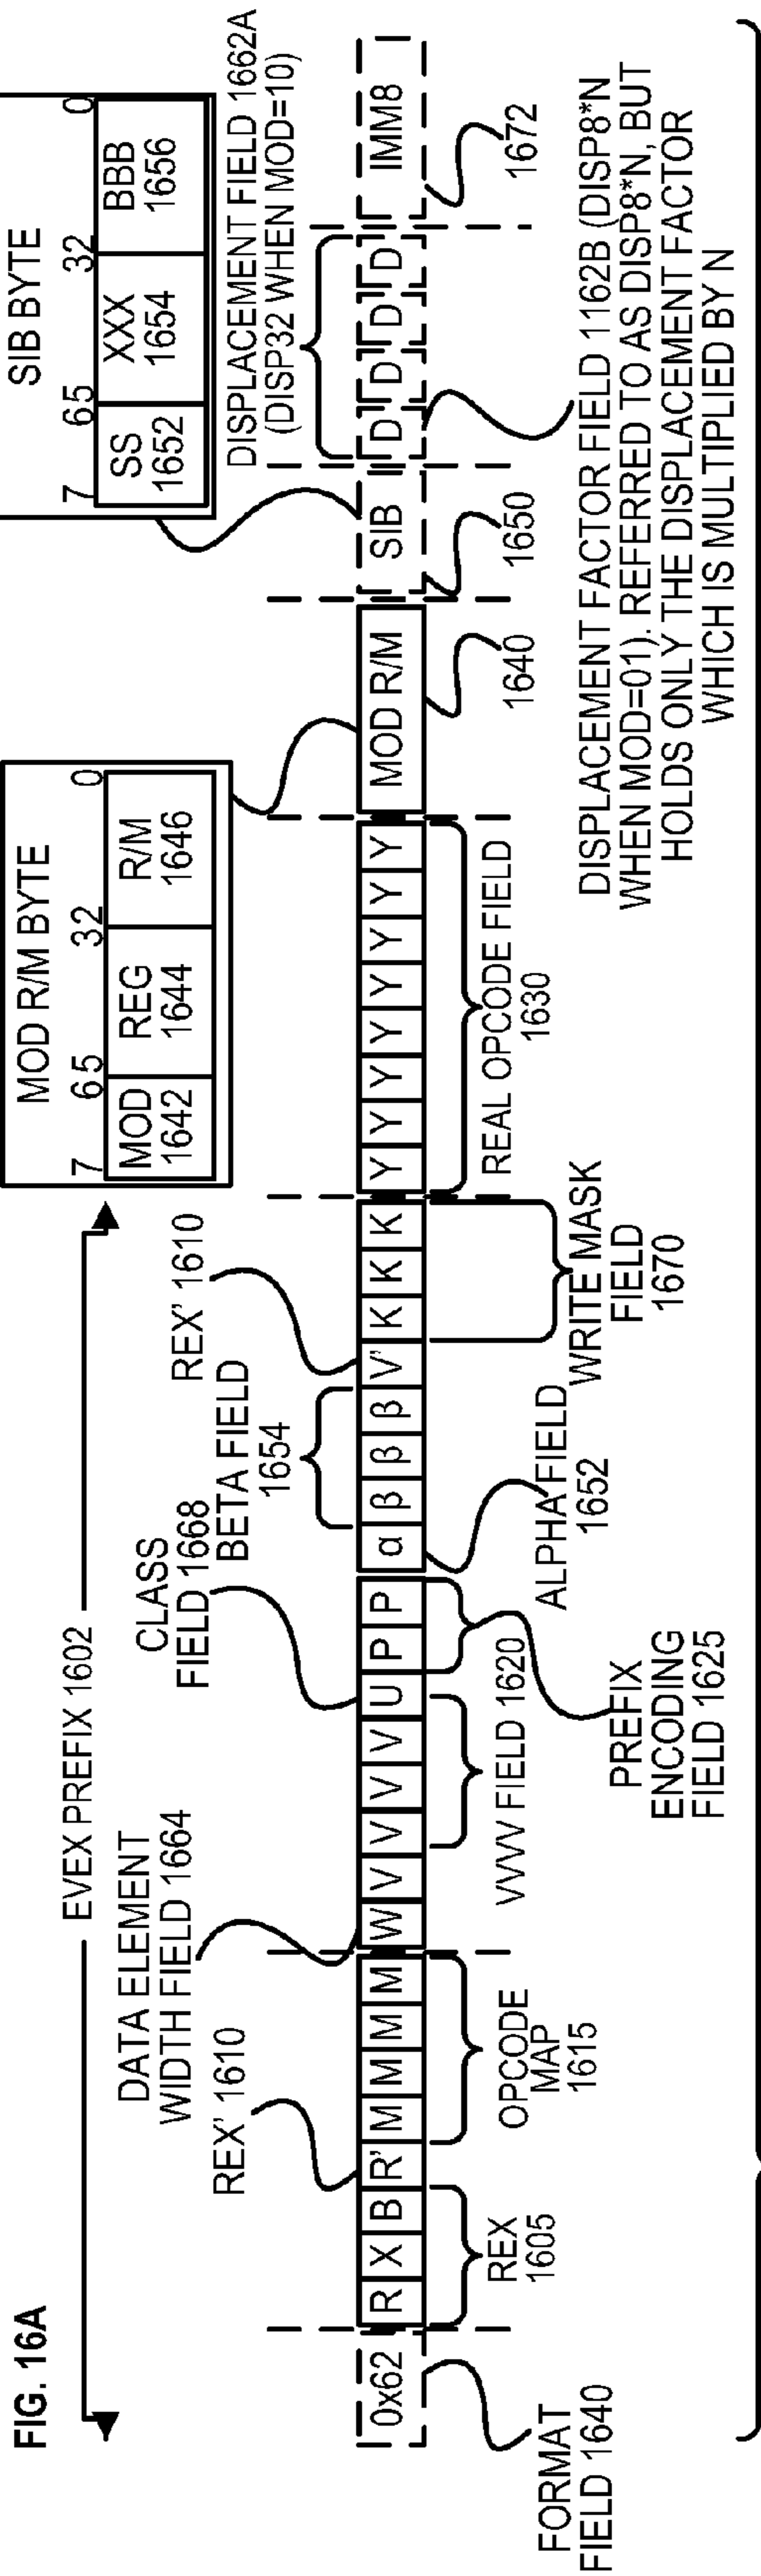 FIG. 16A
EVEX PREFIX 1602
MOD R/M BYTE
7 6 5 3 2 0
MOD
1642
REG
1644
R/M
1646
SIB BYTE
7 6 5 3 2 0
SS
1652
XXX
1654
BBB
1656
DATA ELEMENT
WIDTH FIELD 1664
REX' 1610
CLASS
FIELD 1668
BETA FIELD
1654
REX' 1610
DISPLACEMENT FIELD 1662A
(DISP32 WHEN MOD=10)
0x62 R X B R' M M M M W V V V V U P P α β β β V' K K K Y Y Y Y Y Y Y Y MOD R/M SIB D D D D IMM8
FORMAT
FIELD 1640
REX
1605
OPCODE
MAP
1615
VVVV FIELD 1620
PREFIX
ENCODING
FIELD 1625
ALPHA FIELD
1652
WRITE MASK
FIELD
1670
REAL OPCODE FIELD
1630
1640
1650
1672
DISPLACEMENT FACTOR FIELD 1162B (DISP8*N
WHEN MOD=01). REFERRED TO AS DISP8*N, BUT
HOLDS ONLY THE DISPLACEMENT FACTOR
WHICH IS MULTIPLIED BY N